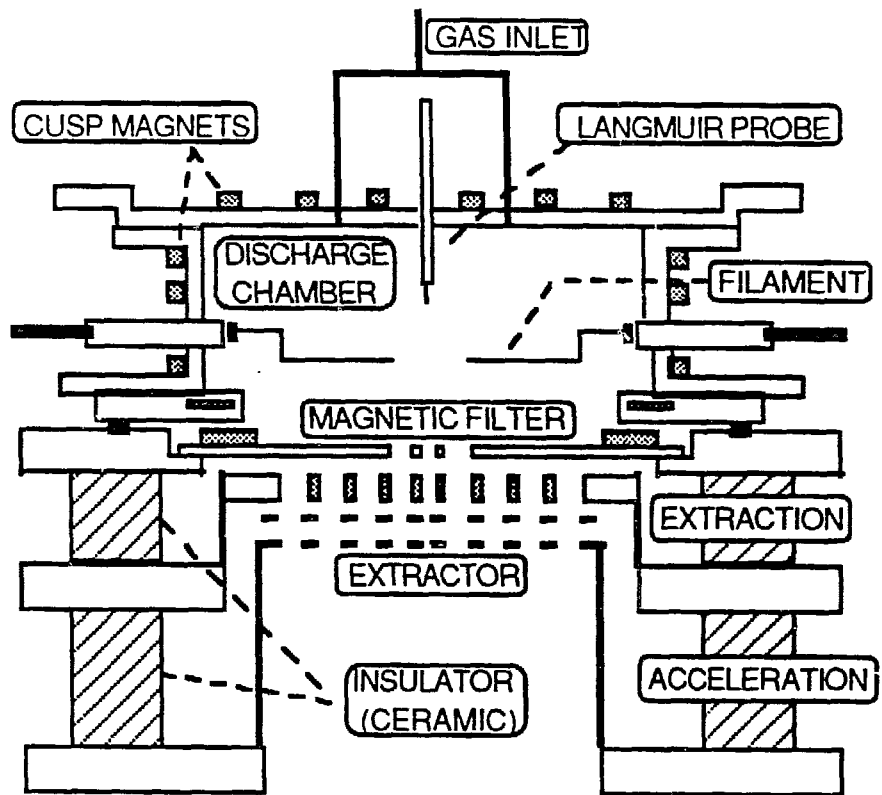 GAS INLET
CUSP MAGNETS
LANGMUIR PROBE
DISCHARGE
CHAMBER
FILAMENT
MAGNETIC FILTER
EXTRACTION
EXTRACTOR
INSULATOR
(CERAMIC)
ACCELERATION